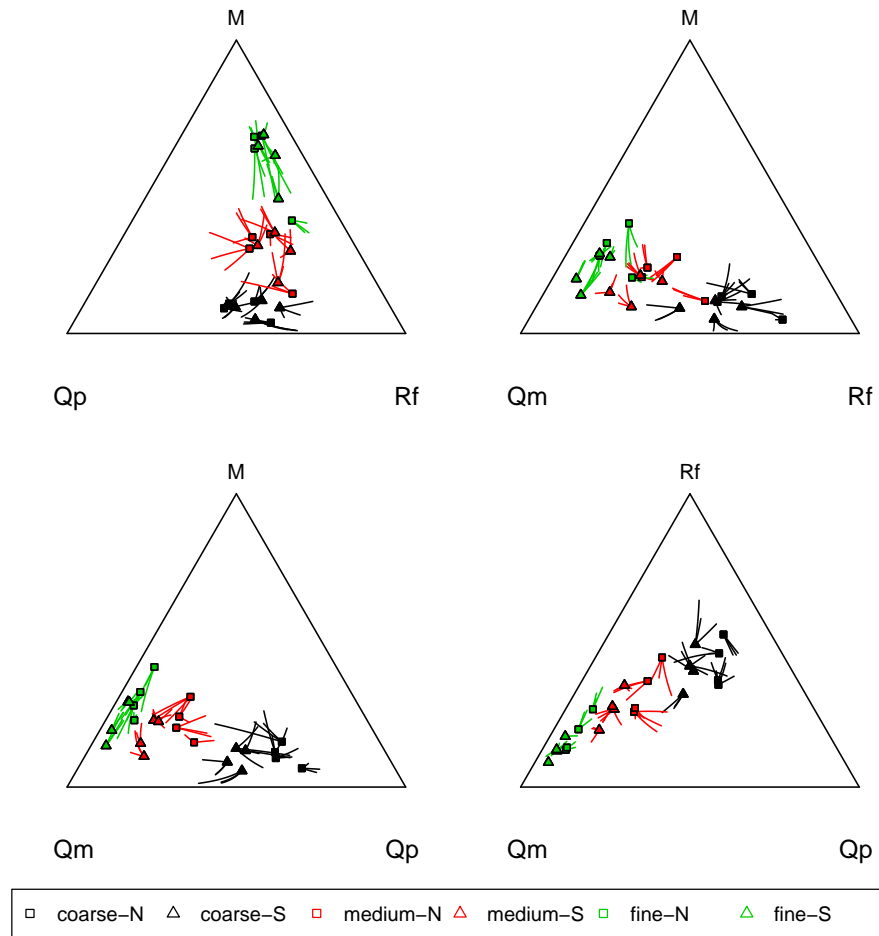 M M
Qp Rf Qm Rf
M Rf
Qm Qp Qm Qp
coarse−N coarse−S medium−N medium−S fine−N fine−S